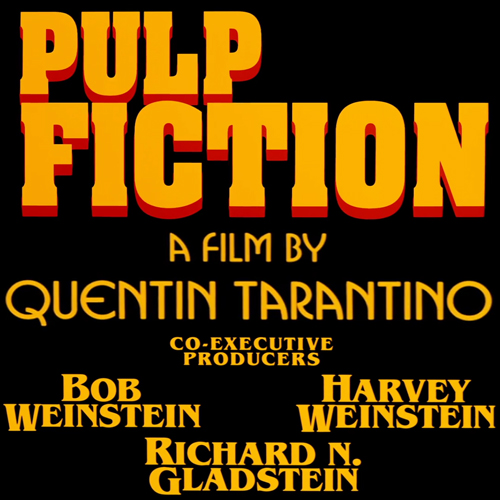 PULP
FICTION
A FILM BY
QUENTIN TARANTINO
CO-EXECUTIVE
PRODUCERS
BOB
WEINSTEIN
HARVEY
WEINSTEIN
RICHARD N.
GLADSTEIN